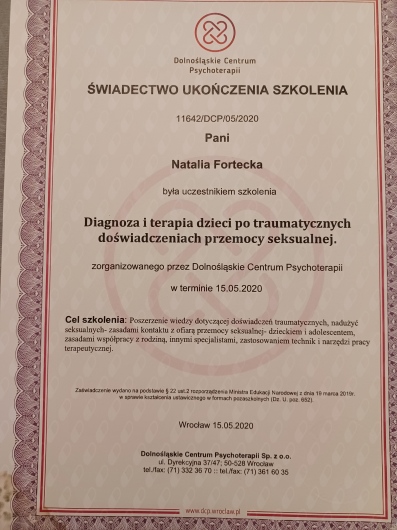 Dolnośląskie Centrum
Psychoterapii
ŚWIADECTWO UKOŃCZENIA SZKOLENIA
11642/DCP/05/2020
Pani
Natalia Fortecka
była uczestnikiem szkolenia
Diagnoza i terapia dzieci po traumatycznych
doświadczeniach przemocy seksualnej.
zorganizowanego przez Dolnośląskie Centrum Psychoterapii
w terminie 15.05.2020
Cel szkolenia: Poszerzenie wiedzy dotyczącej doświadczeń traumatycznych, nadużyć
seksualnych- zasadami kontaktu z ofiarą przemocy seksualnej- dzieckiem i adolescentem,
zasadami współpracy z rodziną, innymi specjalistami, zastosowaniem technik i narzędzi pracy
terapeutycznej.
Zaświadczenie wydano na podstawie § 22 ust.2 rozporządzenia Ministra Edukacji Narodowej z dnia 19 marca 2019r.
w sprawie kształcenia ustawicznego w formach pozaszkolnych (Dz. U. poz. 652).
Wrocław 15.05.2020
Dolnośląskie Centrum Psychoterapii Sp. z o.o.
ul. Dyrekcyjna 37/47; 50-528 Wrocław
tel./fax: (71) 332 36 70 :: tel./fax: (71) 361 60 35
www.dcp.wroclaw.pl